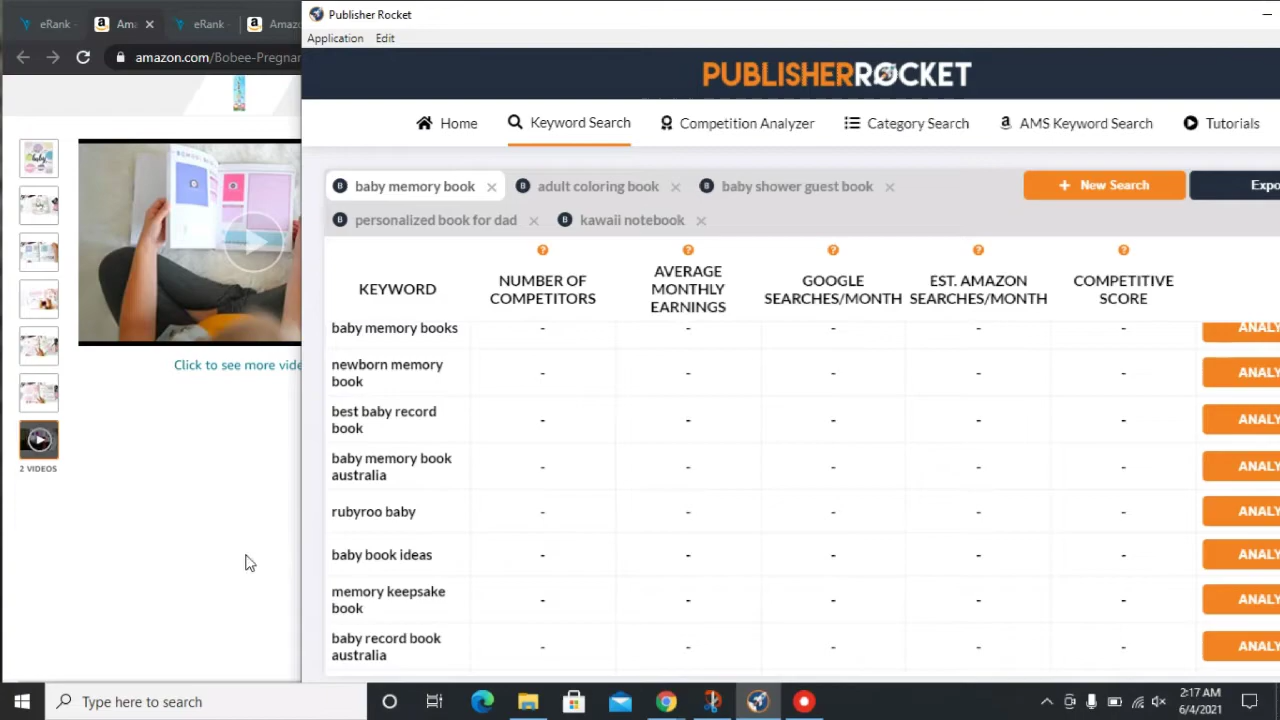 eRank
Ama
eRank
Amazo
Publisher Rocket
amazon.com/Bobee-Pregnan
Application Edit
PUBLISHER ROCKET
Home
Keyword Search
Competition Analyzer
Category Search
AMS Keyword Search
Tutorials
baby memory book
adult coloring book
baby shower guest book
+ New Search
Expo
personalized book for dad
kawaii notebook
KEYWORD
NUMBER OF
COMPETITORS
AVERAGE
MONTHLY
EARNINGS
GOOGLE
SEARCHES/MONTH
EST. AMAZON
SEARCHES/MONTH
COMPETITIVE
SCORE
baby memory books - - - - - ANALY
newborn memory
book - - - - - ANALY
best baby record
book - - - - - ANALY
baby memory book
australia - - - - - ANALY
rubyroo baby - - - - - ANALY
baby book ideas - - - - - ANALY
memory keepsake
book - - - - - ANALY
baby record book
australia - - - - - ANALY
Click to see more vide
2 VIDEOS
Type here to search
2:17 AM
6/4/2021